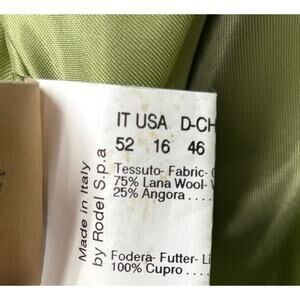 Made in Italy
by Rodel S.p.a
IT USA D-CH
52 16 46
Tessuto- Fabric-
75% Lana Wool-
25% Angora ....
Fodera- Futter- Li
100% Cupro ....